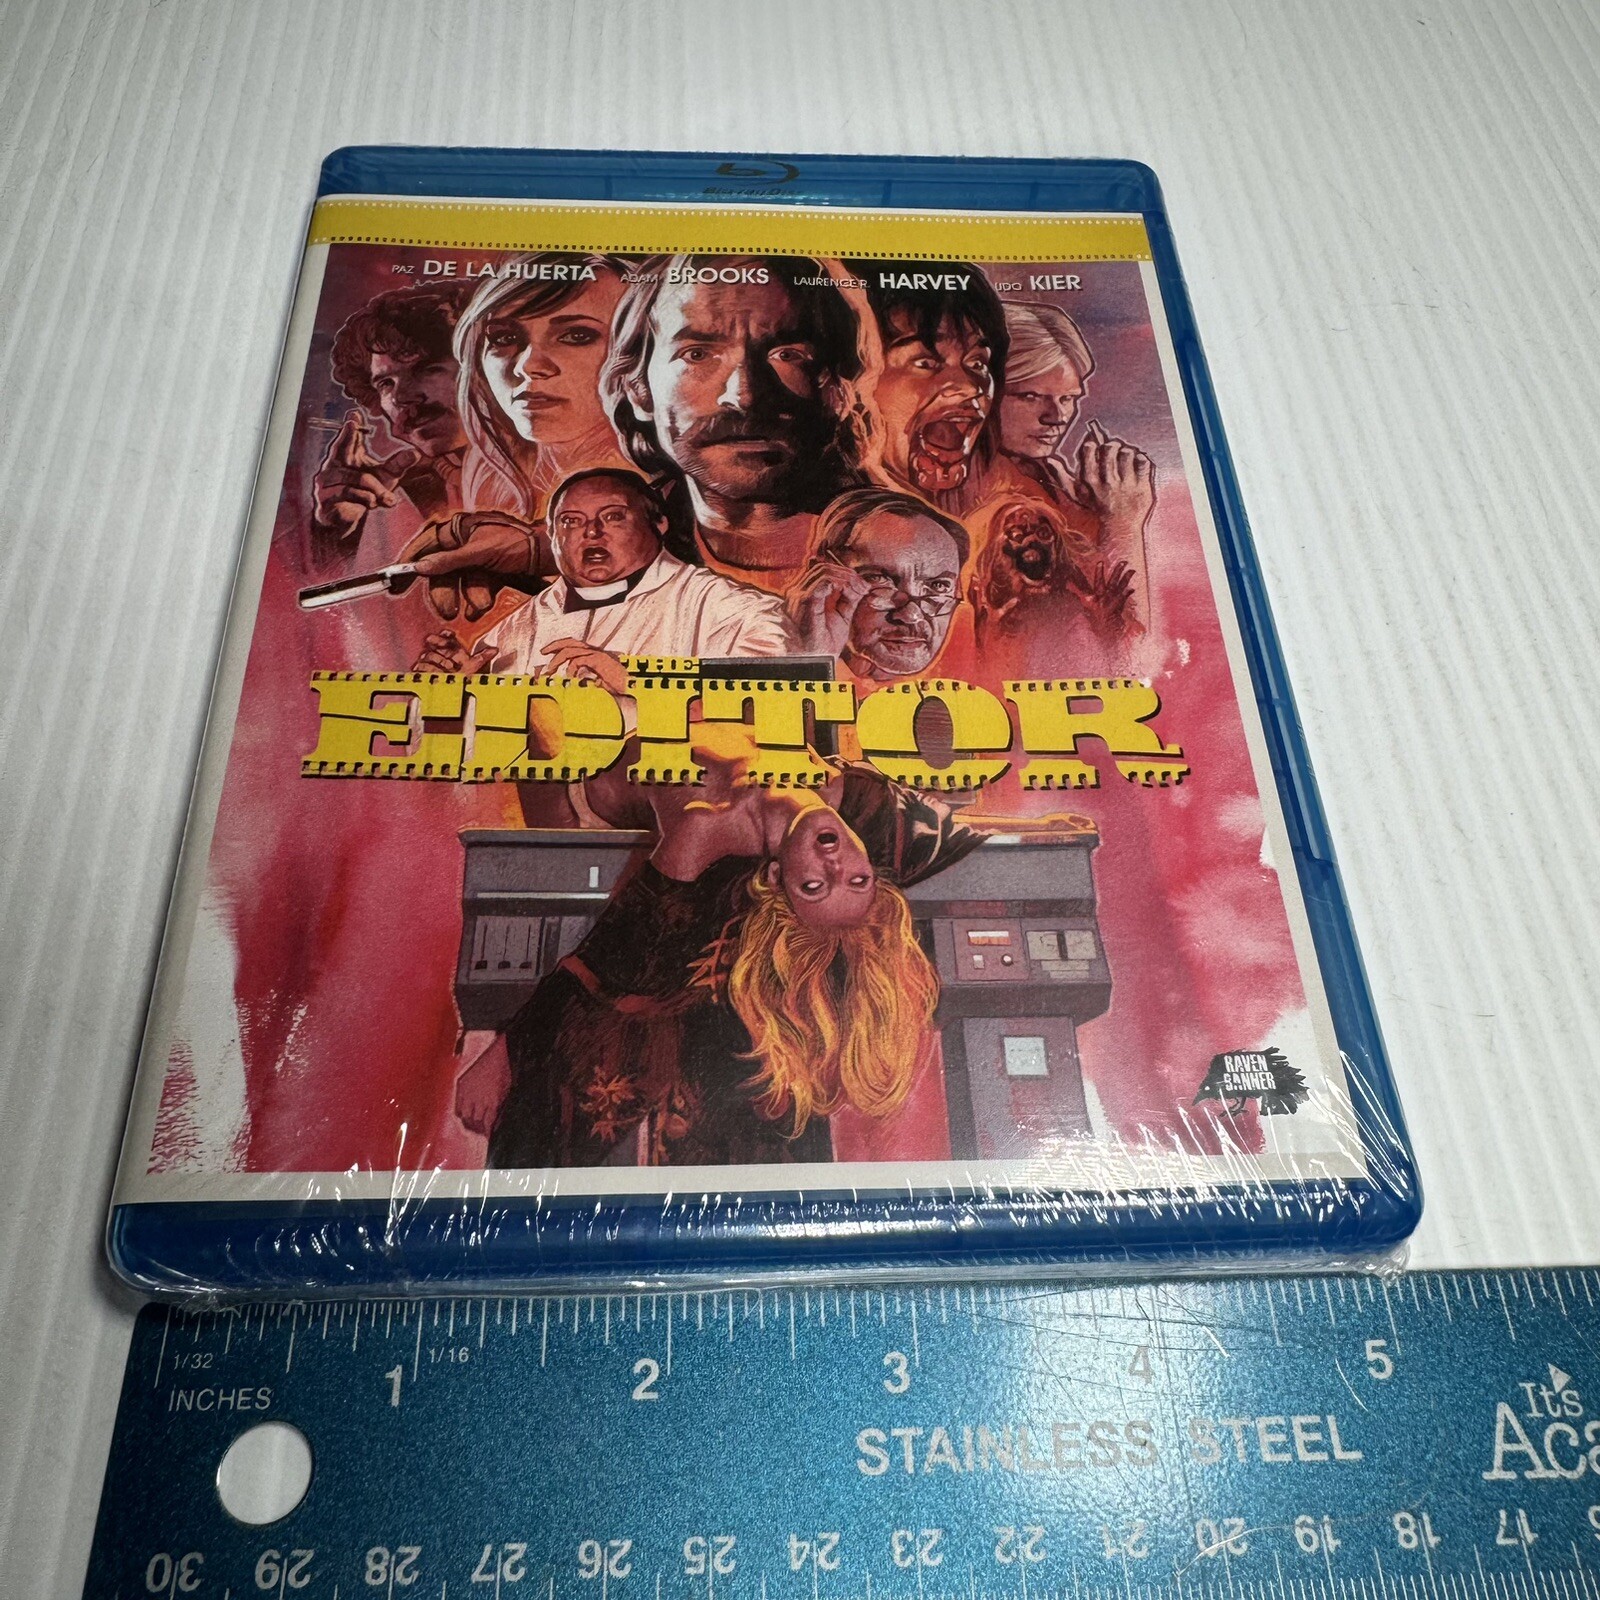 Blu-ray Disc
PAZ DE LA HUERTA ADAM BROOKS LAURENCE R. HARVEY UDO KIER
THE
EDITOR
RAVEN
BANNER
1/32
1/16
INCHES
1 2 3 4 5
STAINLESS STEEL
It's
Aca
30 29 28 27 26 25 24 23 22 21 20 19 18 17